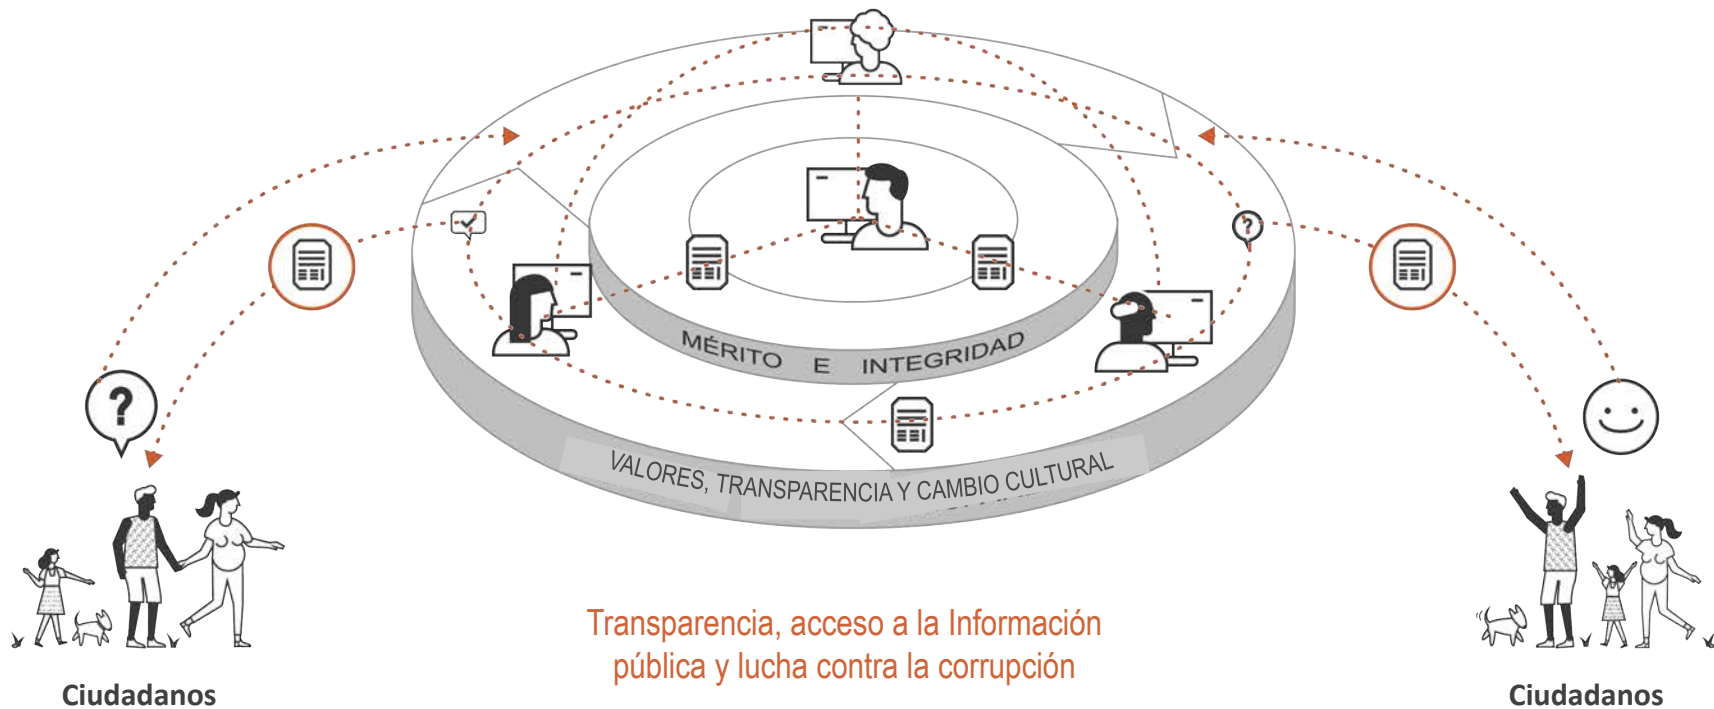 ?
?
MÉRITO E INTEGRIDAD
VALORES, TRANSPARENCIA Y CAMBIO CULTURAL
Transparencia, acceso a la Información
pública y lucha contra la corrupción
Ciudadanos
Ciudadanos